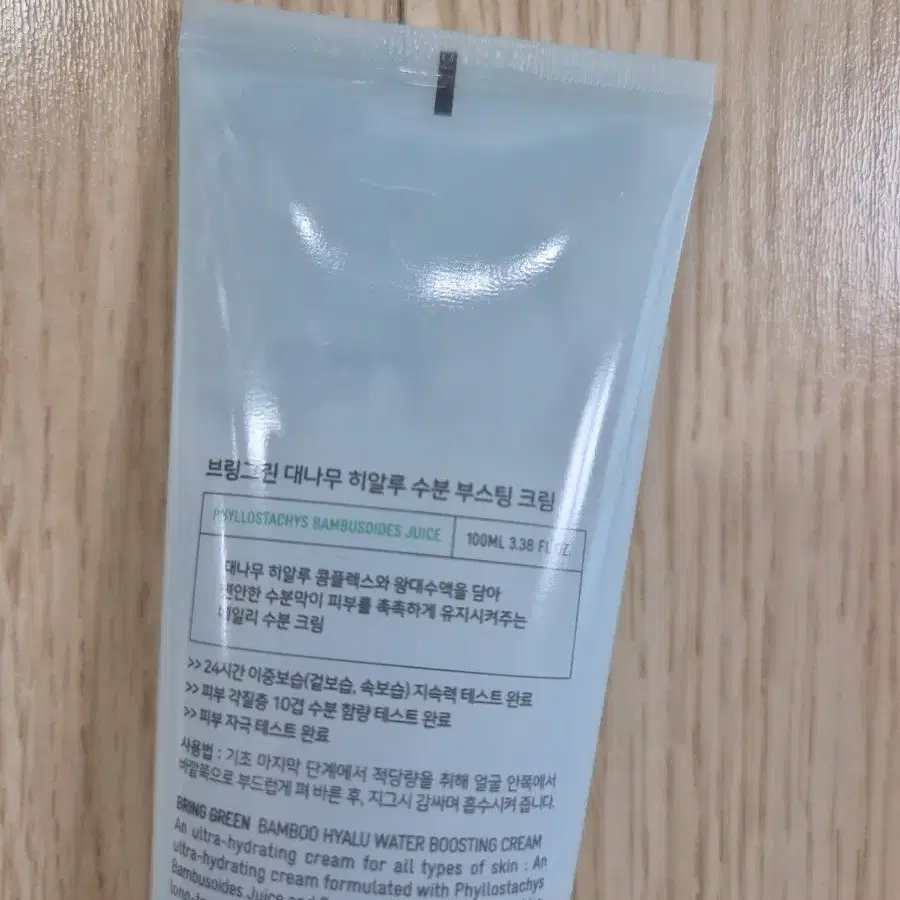 브링그린 대나무 히알루 수분 부스팅 크림
PHYLLOSTACHYS BAMBUSOIDES JUICE
100ML 3.38 FL OZ.
대나무 히알루 콤플렉스와 왕대수액을 담아
편안한 수분막이 피부를 촉촉하게 유지시켜주는
데일리 수분 크림
>> 24시간 이중보습(겉보습, 속보습) 지속력 테스트 완료
>> 피부 각질층 10겹 수분 함량 테스트 완료
>> 피부 자극 테스트 완료
사용법 : 기초 마지막 단계에서 적당량을 취해 얼굴 안쪽에서
바깥쪽으로 부드럽게 펴 바른 후, 지그시 감싸며 흡수시켜 줍니다.
BRING GREEN BAMBOO HYALU WATER BOOSTING CREAM
An ultra-hydrating cream for all types of skin : An
ultra-hydrating cream formulated with Phyllostachys
Bambusoides Juice and